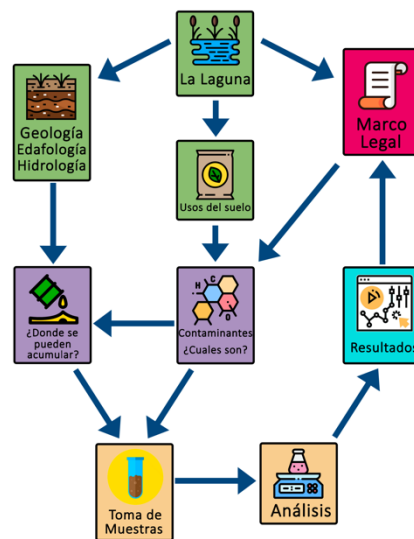 La Laguna
Geología
Edafología
Hidrología
Marco
Legal
Usos del suelo
¿Donde se
pueden
acumular?
H
C
O
Contaminantes
¿Cuales son?
Resultados
Toma de
Muestras
Análisis